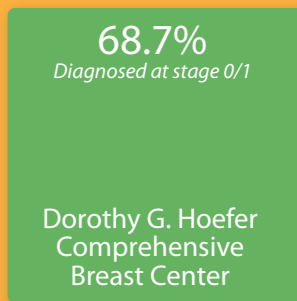 68.7%
Diagnosed at stage 0/1
Dorothy G. Hoefer
Comprehensive
Breast Center